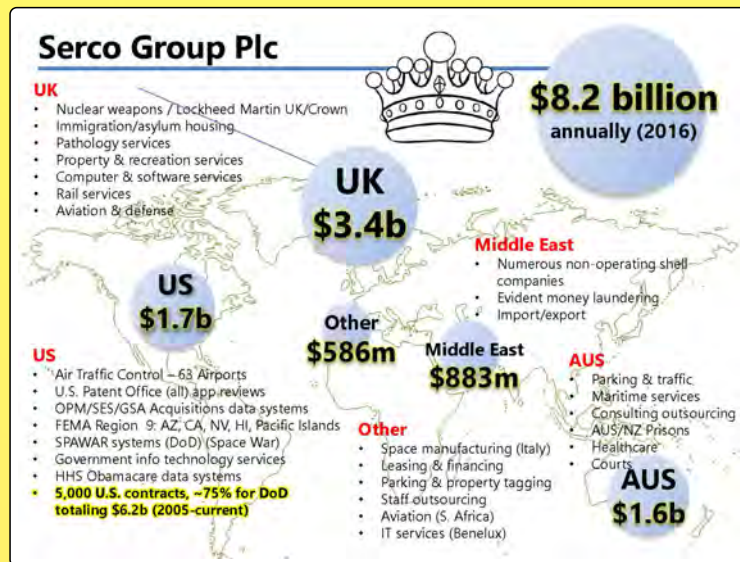 Serco Group Plc
$8.2 billion
annually (2016)
UK
• Nuclear weapons / Lockheed Martin UK/Crown
• Immigration/asylum housing
• Pathology services
• Property & recreation services
• Computer & software services
• Rail services
• Aviation & defense
UK
$3.4b
Middle East
• Numerous non-operating shell
companies
• Evident money laundering
• Import/export
US
$1.7b
Other
$586m
Middle East
$883m
US
• Air Traffic Control – 63 Airports
• U.S. Patent Office (all) app reviews
• OPM/SES/GSA Acquisitions data systems
• FEMA Region 9: AZ, CA, NV, HI, Pacific Islands
• SPAWAR systems (DoD) (Space War)
• Government info technology services
• HHS Obamacare data systems
• 5,000 U.S. contracts, ~75% for DoD
totaling $6.2b (2005-current)
Other
• Space manufacturing (Italy)
• Leasing & financing
• Parking & property tagging
• Staff outsourcing
• Aviation (S. Africa)
• IT services (Benelux)
AUS
• Parking & traffic
• Maritime services
• Consulting outsourcing
• AUS/NZ Prisons
• Healthcare
• Courts
AUS
$1.6b